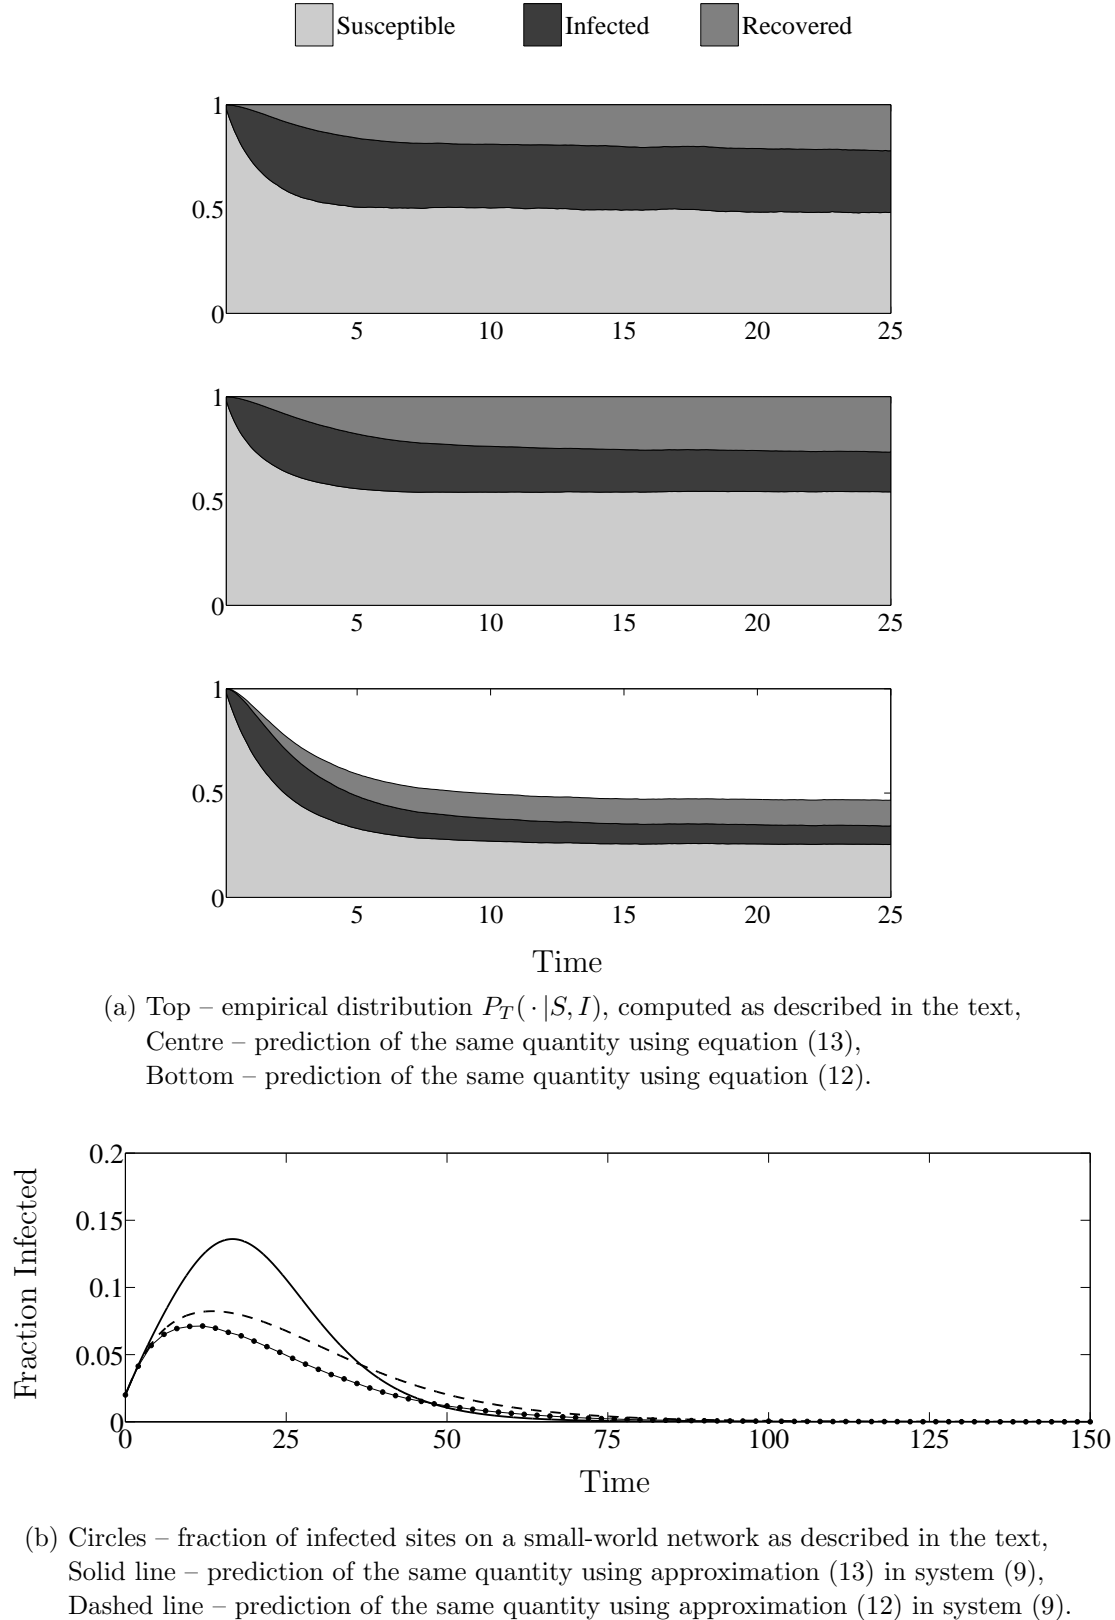 Susceptible Infected Recovered
1
0.5
0
5 10 15 20 25
1
0.5
0
5 10 15 20 25
1
0.5
0
5 10 15 20 25
Time
(a) Top – empirical distribution P_T( · |S, I), computed as described in the text,
Centre – prediction of the same quantity using equation (13),
Bottom – prediction of the same quantity using equation (12).
Fraction Infected
0.2
0.15
0.1
0.05
0
0 25 50 75 100 125 150
Time
(b) Circles – fraction of infected sites on a small-world network as described in the text,
Solid line – prediction of the same quantity using approximation (13) in system (9),
Dashed line – prediction of the same quantity using approximation (12) in system (9).